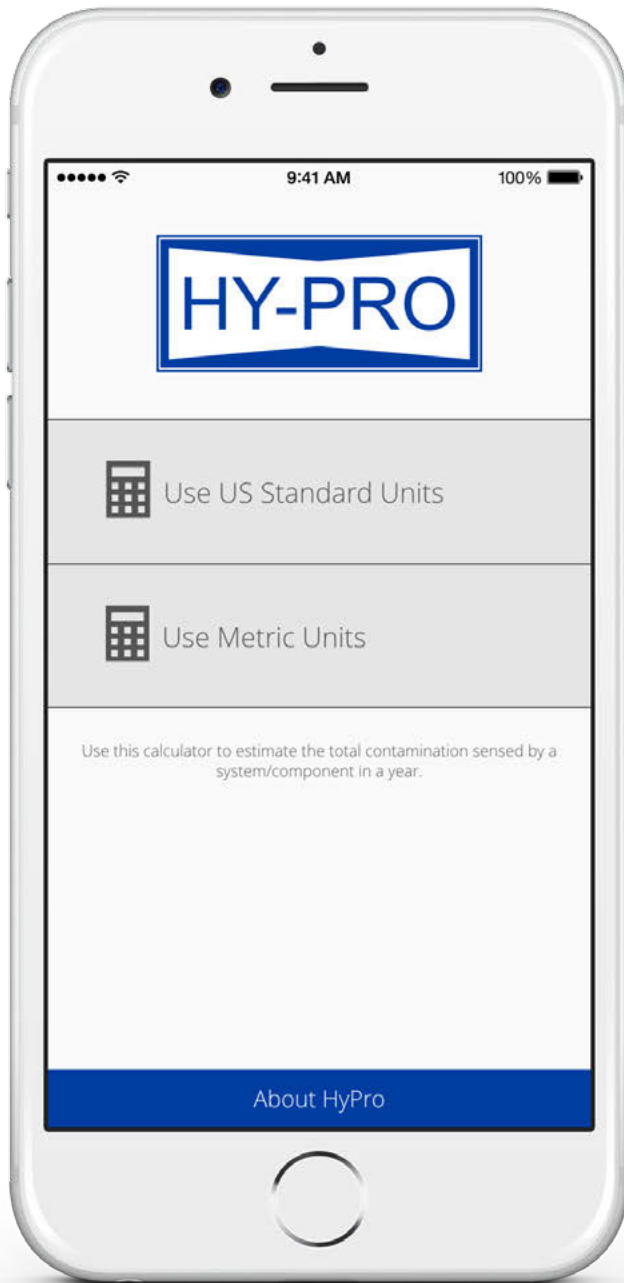 9:41 AM
100%
HY-PRO
Use US Standard Units
Use Metric Units
Use this calculator to estimate the total contamination sensed by a
system/component in a year.
About HyPro